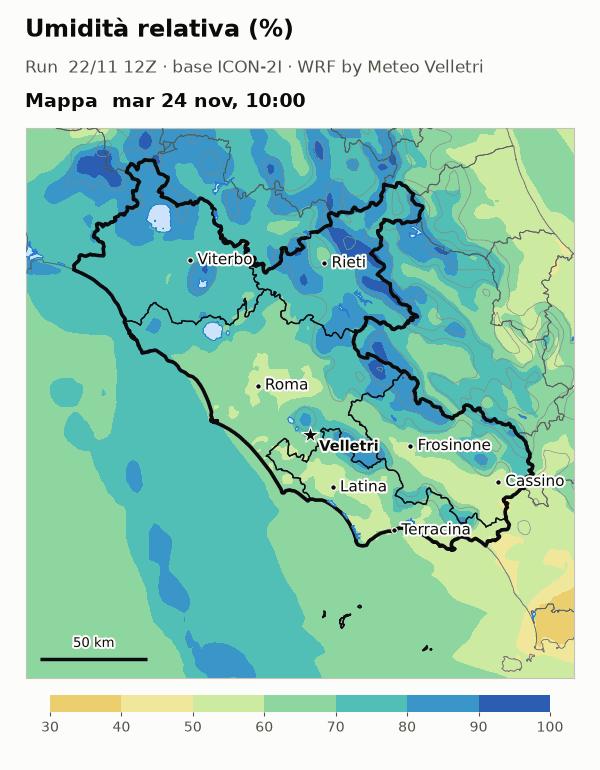 Umidità relativa (%)
Run 22/11 12Z · base ICON-2I · WRF by Meteo Velletri
Mappa mar 24 nov, 10:00
Viterbo
Rieti
Roma
Velletri
Frosinone
Cassino
Latina
Terracina
50 km
30 40 50 60 70 80 90 100